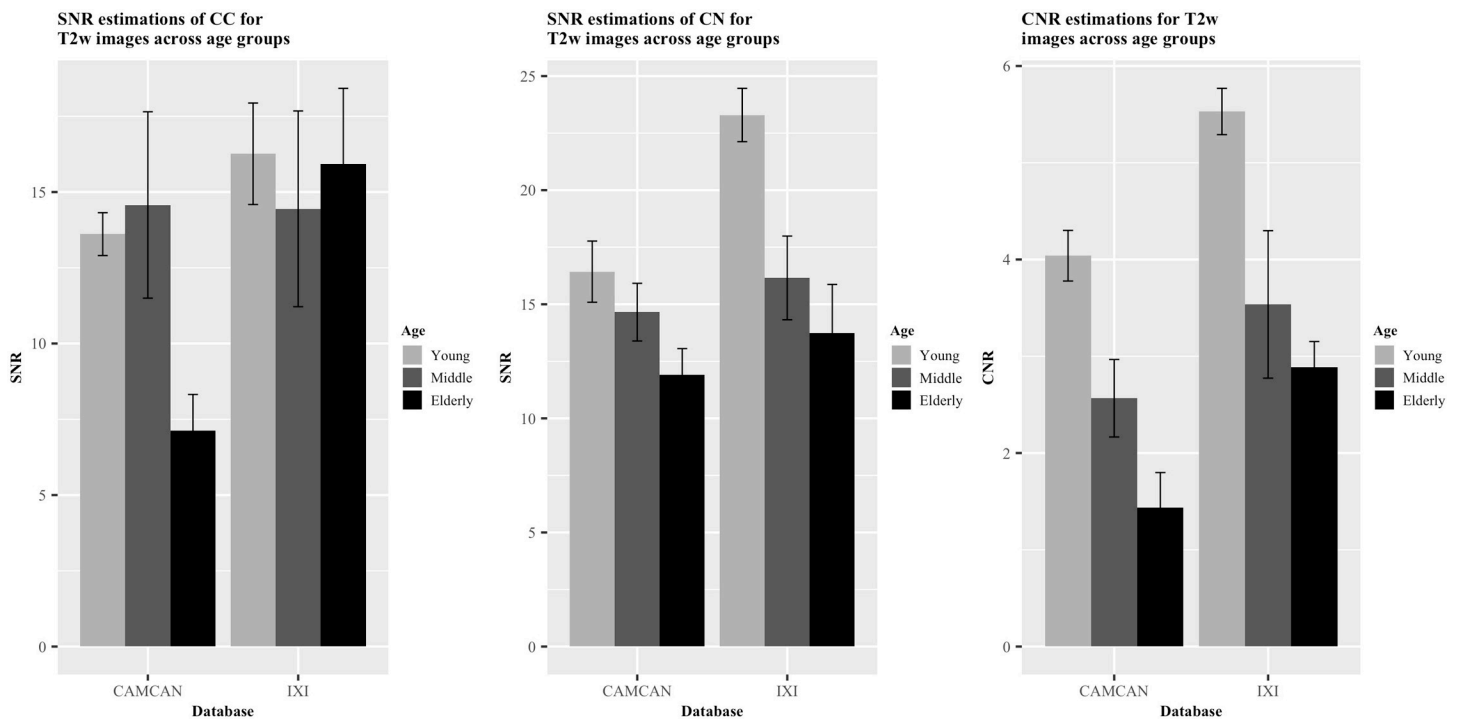 SNR estimations of CC for
T2w images across age groups
15
10
5
0
SNR
CAMCAN
IXI
Database
Age
Young
Middle
Elderly
SNR estimations of CN for
T2w images across age groups
25
20
15
10
5
0
SNR
CAMCAN
IXI
Database
Age
Young
Middle
Elderly
CNR estimations for T2w
images across age groups
6
4
2
0
CNR
CAMCAN
IXI
Database
Age
Young
Middle
Elderly